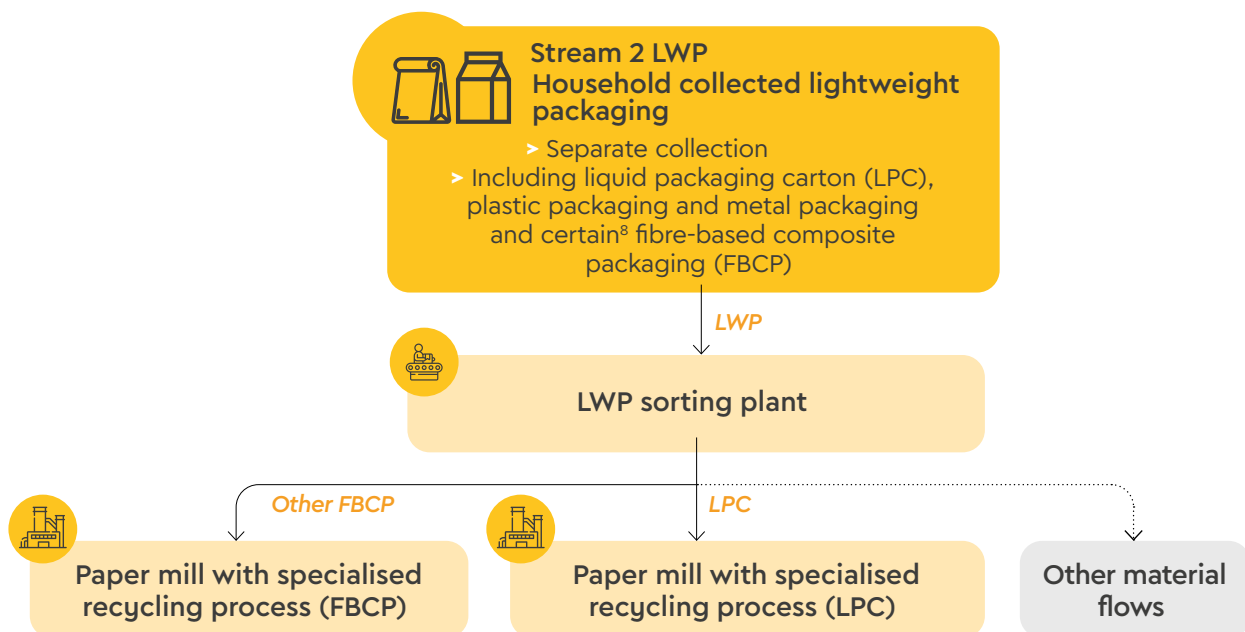 Stream 2 LWP
Household collected lightweight
packaging
> Separate collection
> Including liquid packaging carton (LPC),
plastic packaging and metal packaging
and certain⁸ fibre-based composite
packaging (FBCP)
LWP
LWP sorting plant
Other FBCP
LPC
Paper mill with specialised
recycling process (FBCP)
Paper mill with specialised
recycling process (LPC)
Other material
flows